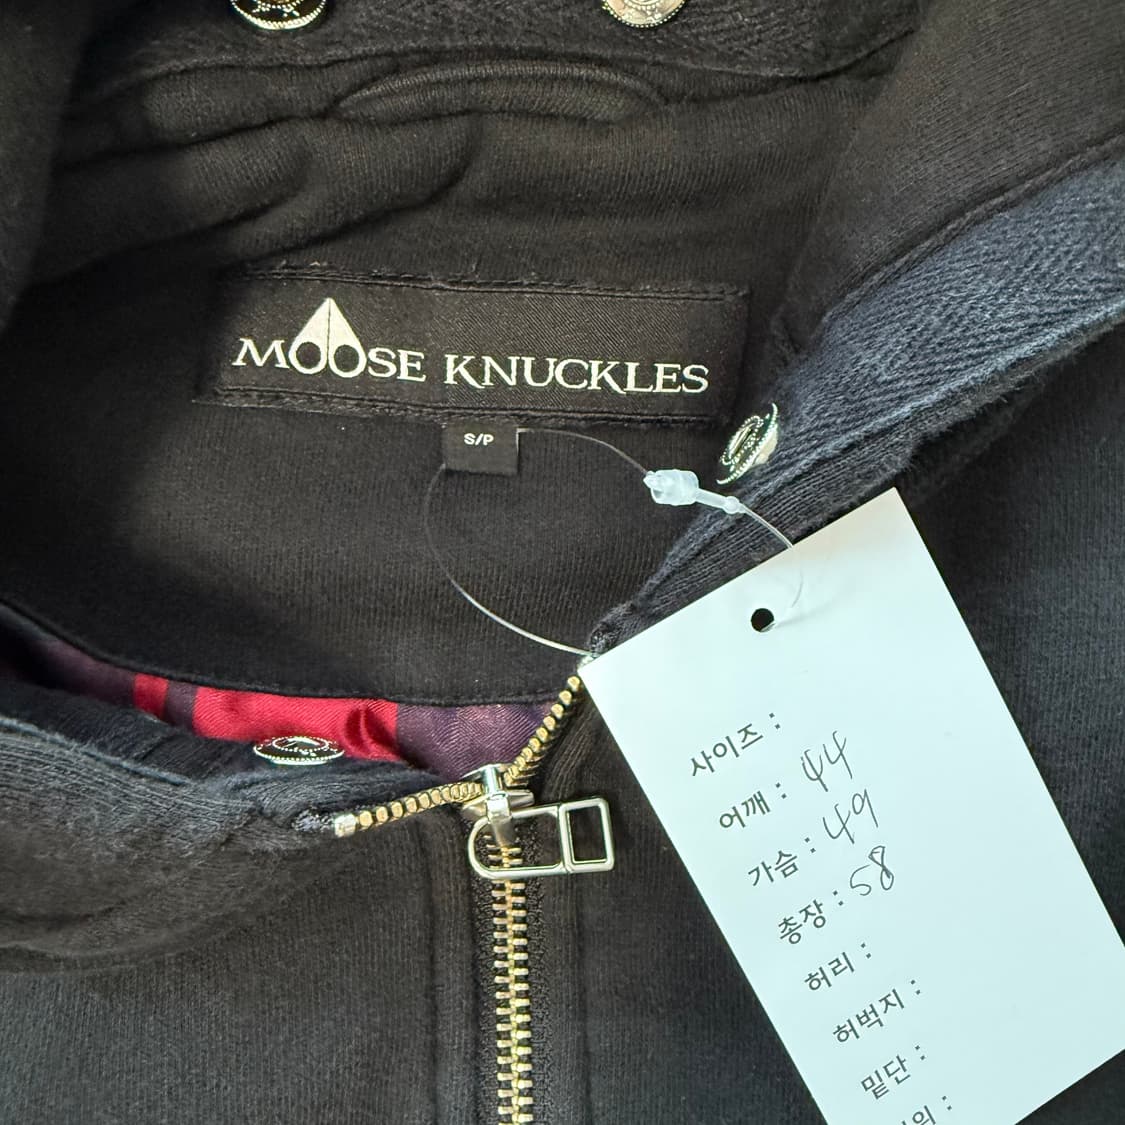 MOOSE KNUCKLES
S/P
사이즈 :
어깨 : 44
가슴 : 49
총장 : 58
허리 :
허벅지 :
밑단 :